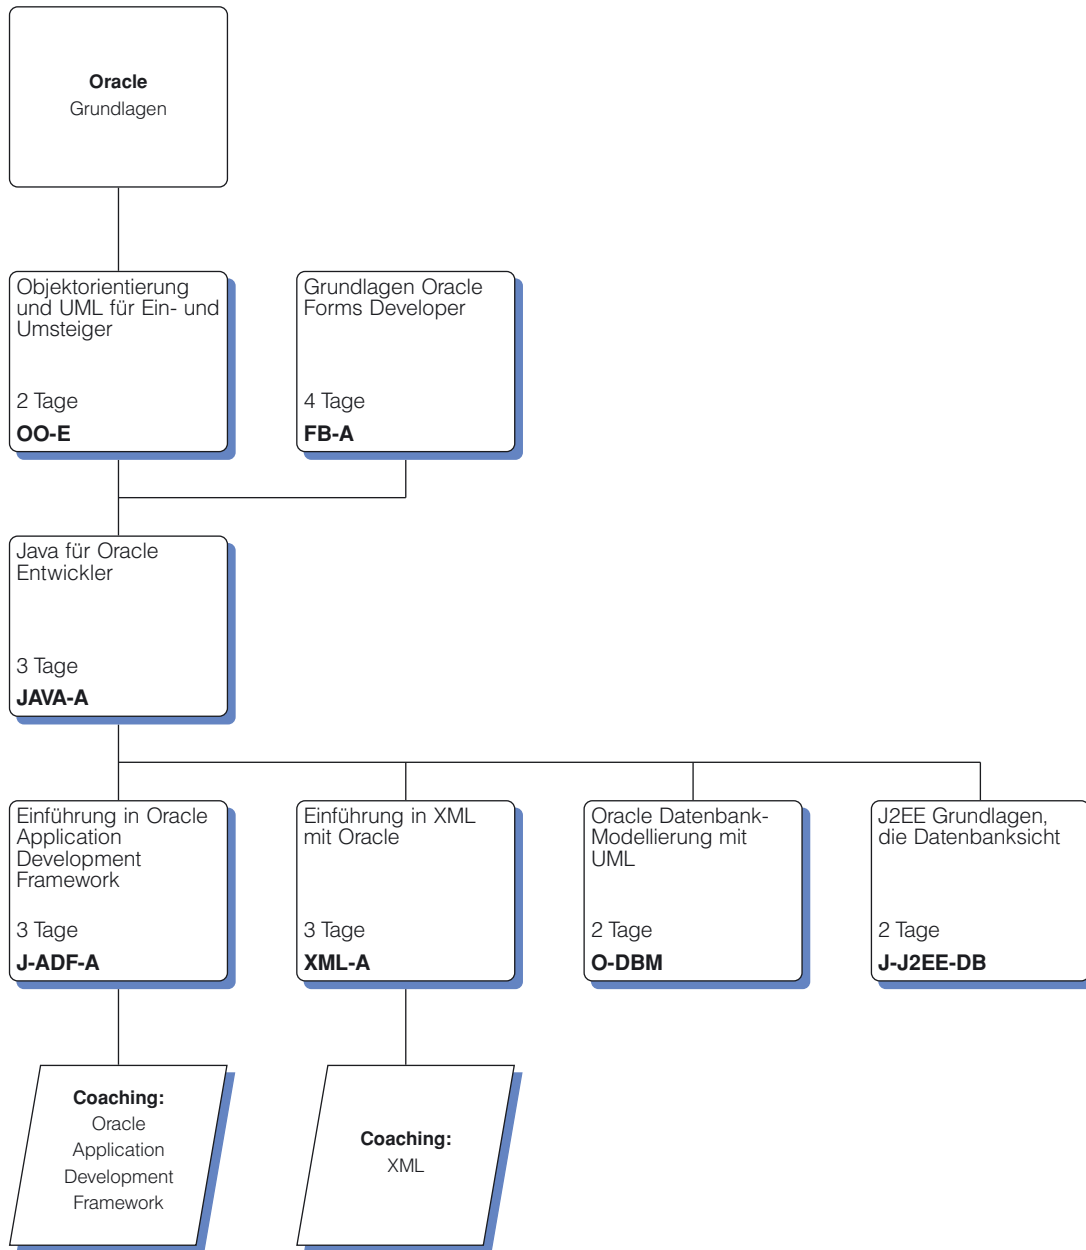 Oracle
Grundlagen
Objektorientierung
und UML für Ein- und
Umsteiger
2 Tage
OO-E
Grundlagen Oracle
Forms Developer
4 Tage
FB-A
Java für Oracle
Entwickler
3 Tage
JAVA-A
Einführung in Oracle
Application
Development
Framework
3 Tage
J-ADF-A
Einführung in XML
mit Oracle
3 Tage
XML-A
Oracle Datenbank-
Modellierung mit
UML
2 Tage
O-DBM
J2EE Grundlagen,
die Datenbanksicht
2 Tage
J-J2EE-DB
Coaching:
Oracle
Application
Development
Framework
Coaching:
XML